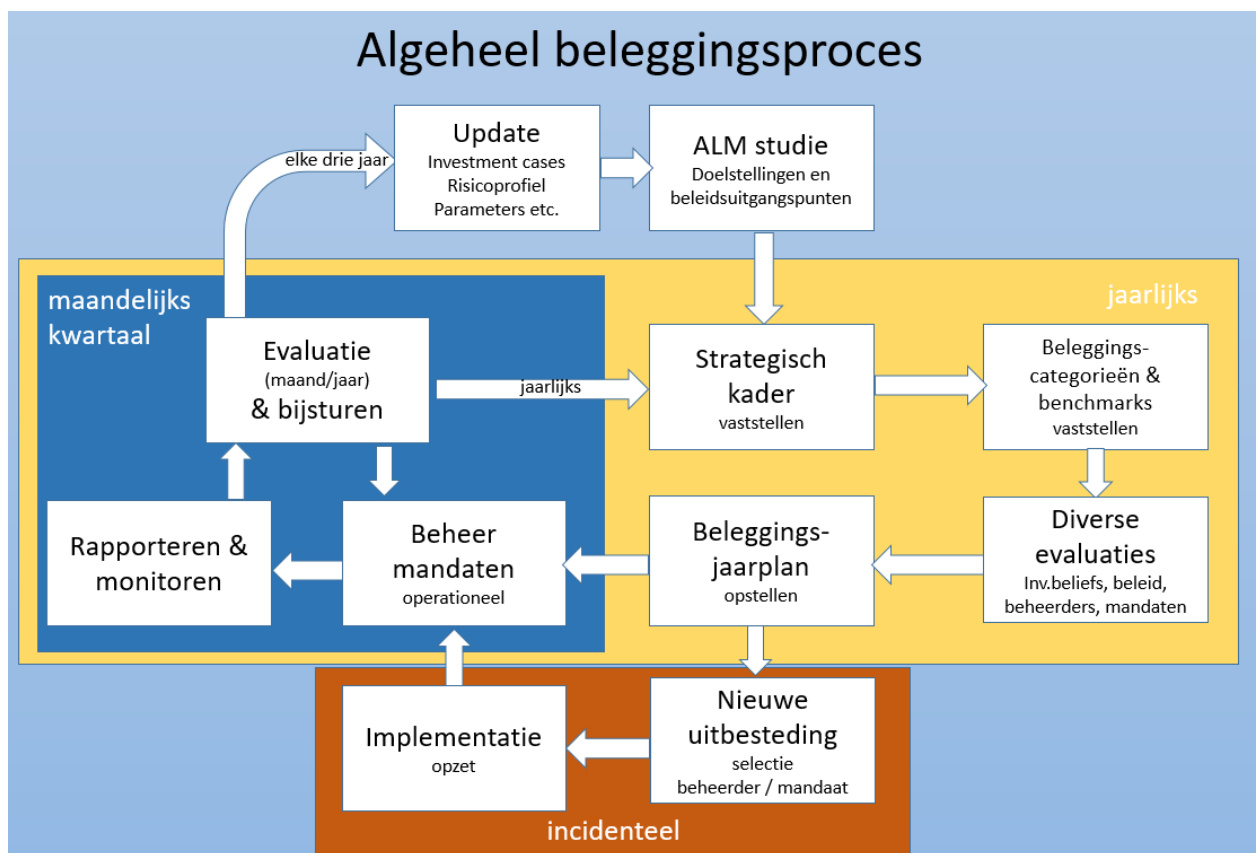 Algeheel beleggingsproces
elke drie jaar
Update
Investment cases
Risicoprofiel
Parameters etc.
ALM studie
Doelstellingen en
beleidsuitgangspunten
maandelijks
kwartaal
jaarlijks
Evaluatie
(maand/jaar)
& bijsturen
jaarlijks
Strategisch
kader
vaststellen
Beleggings-
categorieën &
benchmarks
vaststellen
Rapporteren &
monitoren
Beheer
mandaten
operationeel
Beleggings-
jaarplan
opstellen
Diverse
evaluaties
Inv.beliefs, beleid,
beheerders, mandaten
Implementatie
opzet
Nieuwe
uitbesteding
selectie
beheerder / mandaat
incidenteel